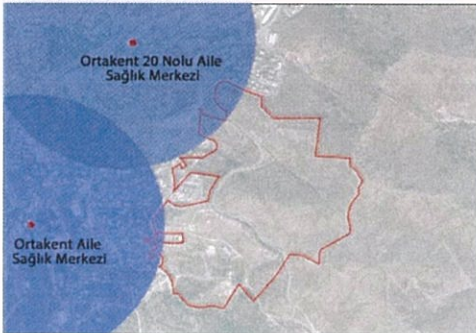 Ortakent 20 Nolu Aile
Sağlık Merkezi
Ortakent Aile
Sağlık Merkezi